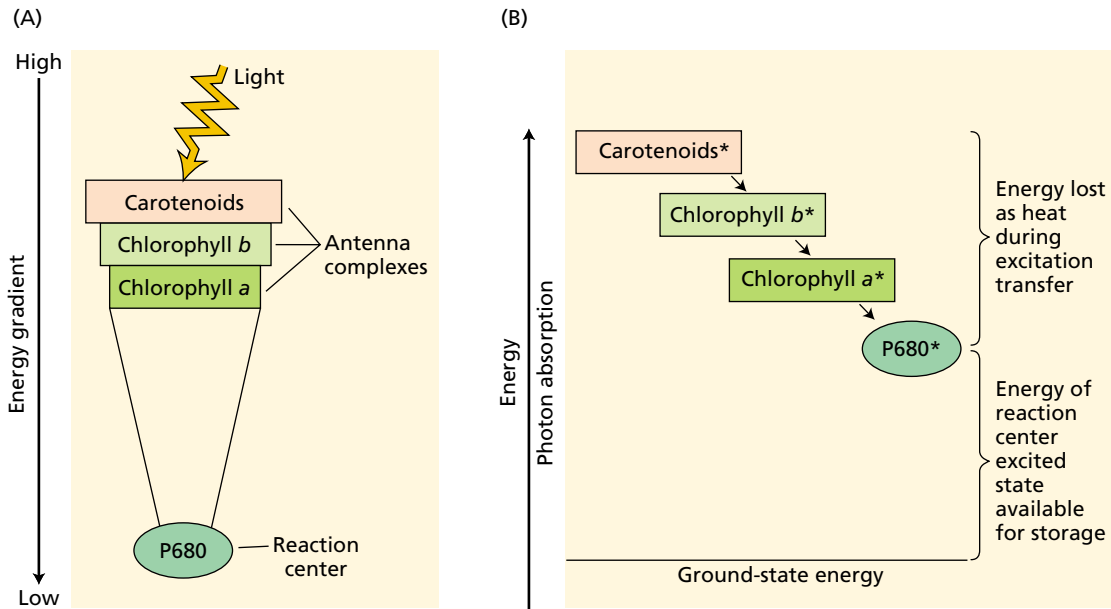 (A)
High
Energy gradient
Low
Light
Carotenoids
Chlorophyll b
Chlorophyll a
Antenna
complexes
P680
Reaction
center
(B)
Energy
Photon absorption
Carotenoids*
Chlorophyll b*
Chlorophyll a*
P680*
Energy lost
as heat
during
excitation
transfer
Energy of
reaction
center
excited
state
available
for storage
Ground-state energy